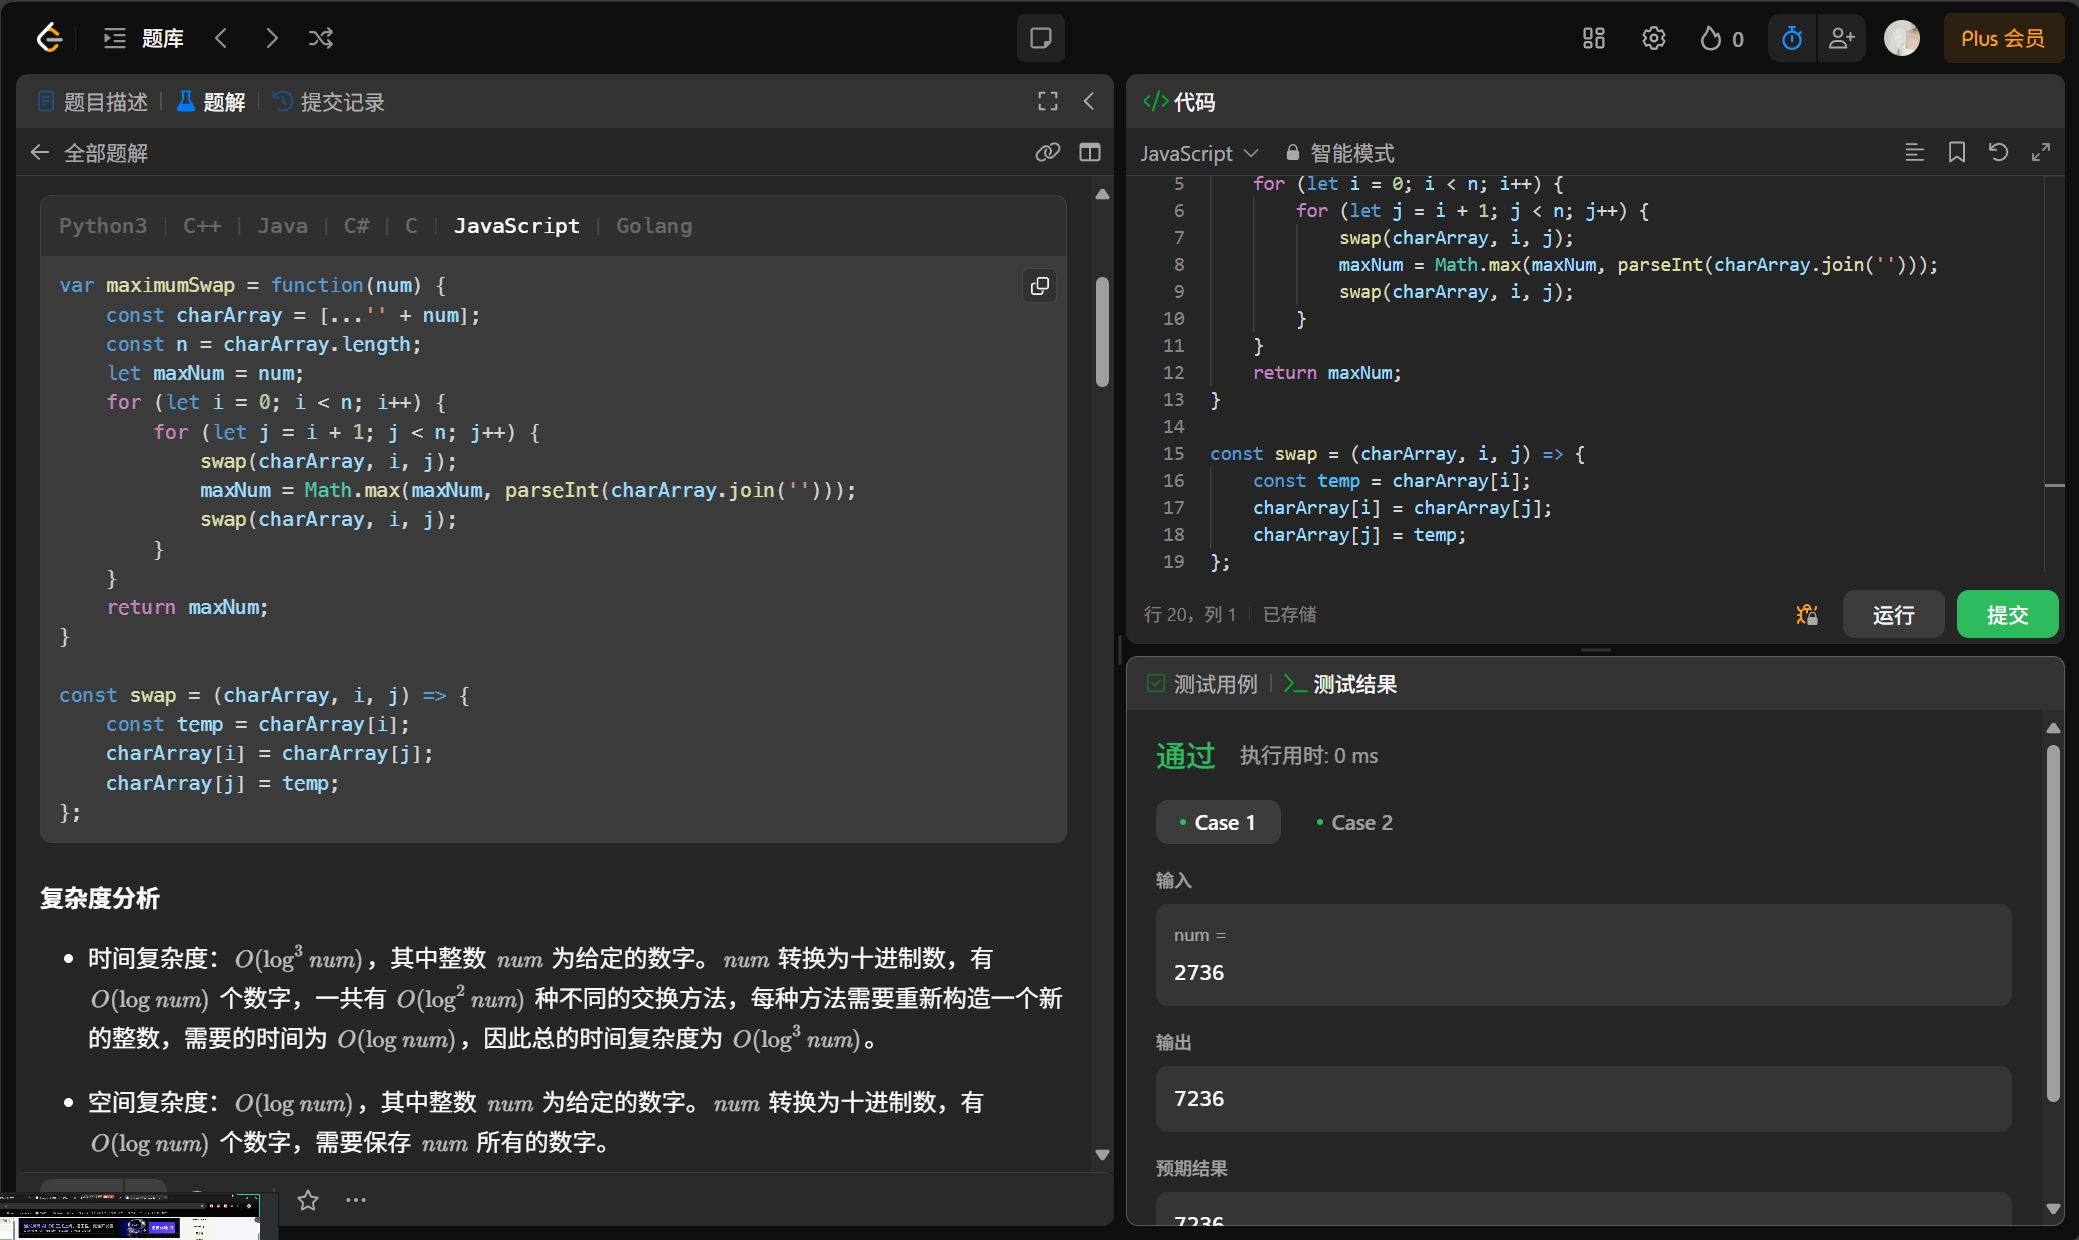 题库
0
Plus 会员
题目描述
题解
提交记录
全部题解
Python3 | C++ | Java | C# | C | JavaScript | Golang
var maximumSwap = function(num) {
    const charArray = [...'' + num];
    const n = charArray.length;
    let maxNum = num;
    for (let i = 0; i < n; i++) {
        for (let j = i + 1; j < n; j++) {
            swap(charArray, i, j);
            maxNum = Math.max(maxNum, parseInt(charArray.join('')));
            swap(charArray, i, j);
        }
    }
    return maxNum;
}
const swap = (charArray, i, j) => {
    const temp = charArray[i];
    charArray[i] = charArray[j];
    charArray[j] = temp;
};
复杂度分析
• 时间复杂度：O(log³ num)，其中整数 num 为给定的数字。num 转换为十进制数，有
O(log num) 个数字，一共有 O(log² num) 种不同的交换方法，每种方法需要重新构造一个新
的整数，需要的时间为 O(log num)，因此总的时间复杂度为 O(log³ num)。
• 空间复杂度：O(log num)，其中整数 num 为给定的数字。num 转换为十进制数，有
O(log num) 个数字，需要保存 num 所有的数字。
</> 代码
JavaScript
智能模式
5     for (let i = 0; i < n; i++) {
6         for (let j = i + 1; j < n; j++) {
7             swap(charArray, i, j);
8             maxNum = Math.max(maxNum, parseInt(charArray.join('')));
9             swap(charArray, i, j);
10         }
11     }
12     return maxNum;
13 }
14
15 const swap = (charArray, i, j) => {
16     const temp = charArray[i];
17     charArray[i] = charArray[j];
18     charArray[j] = temp;
19 };
行 20，列 1
已存储
运行
提交
测试用例
测试结果
通过
执行用时: 0 ms
• Case 1
• Case 2
输入
num =
2736
输出
7236
预期结果
7236